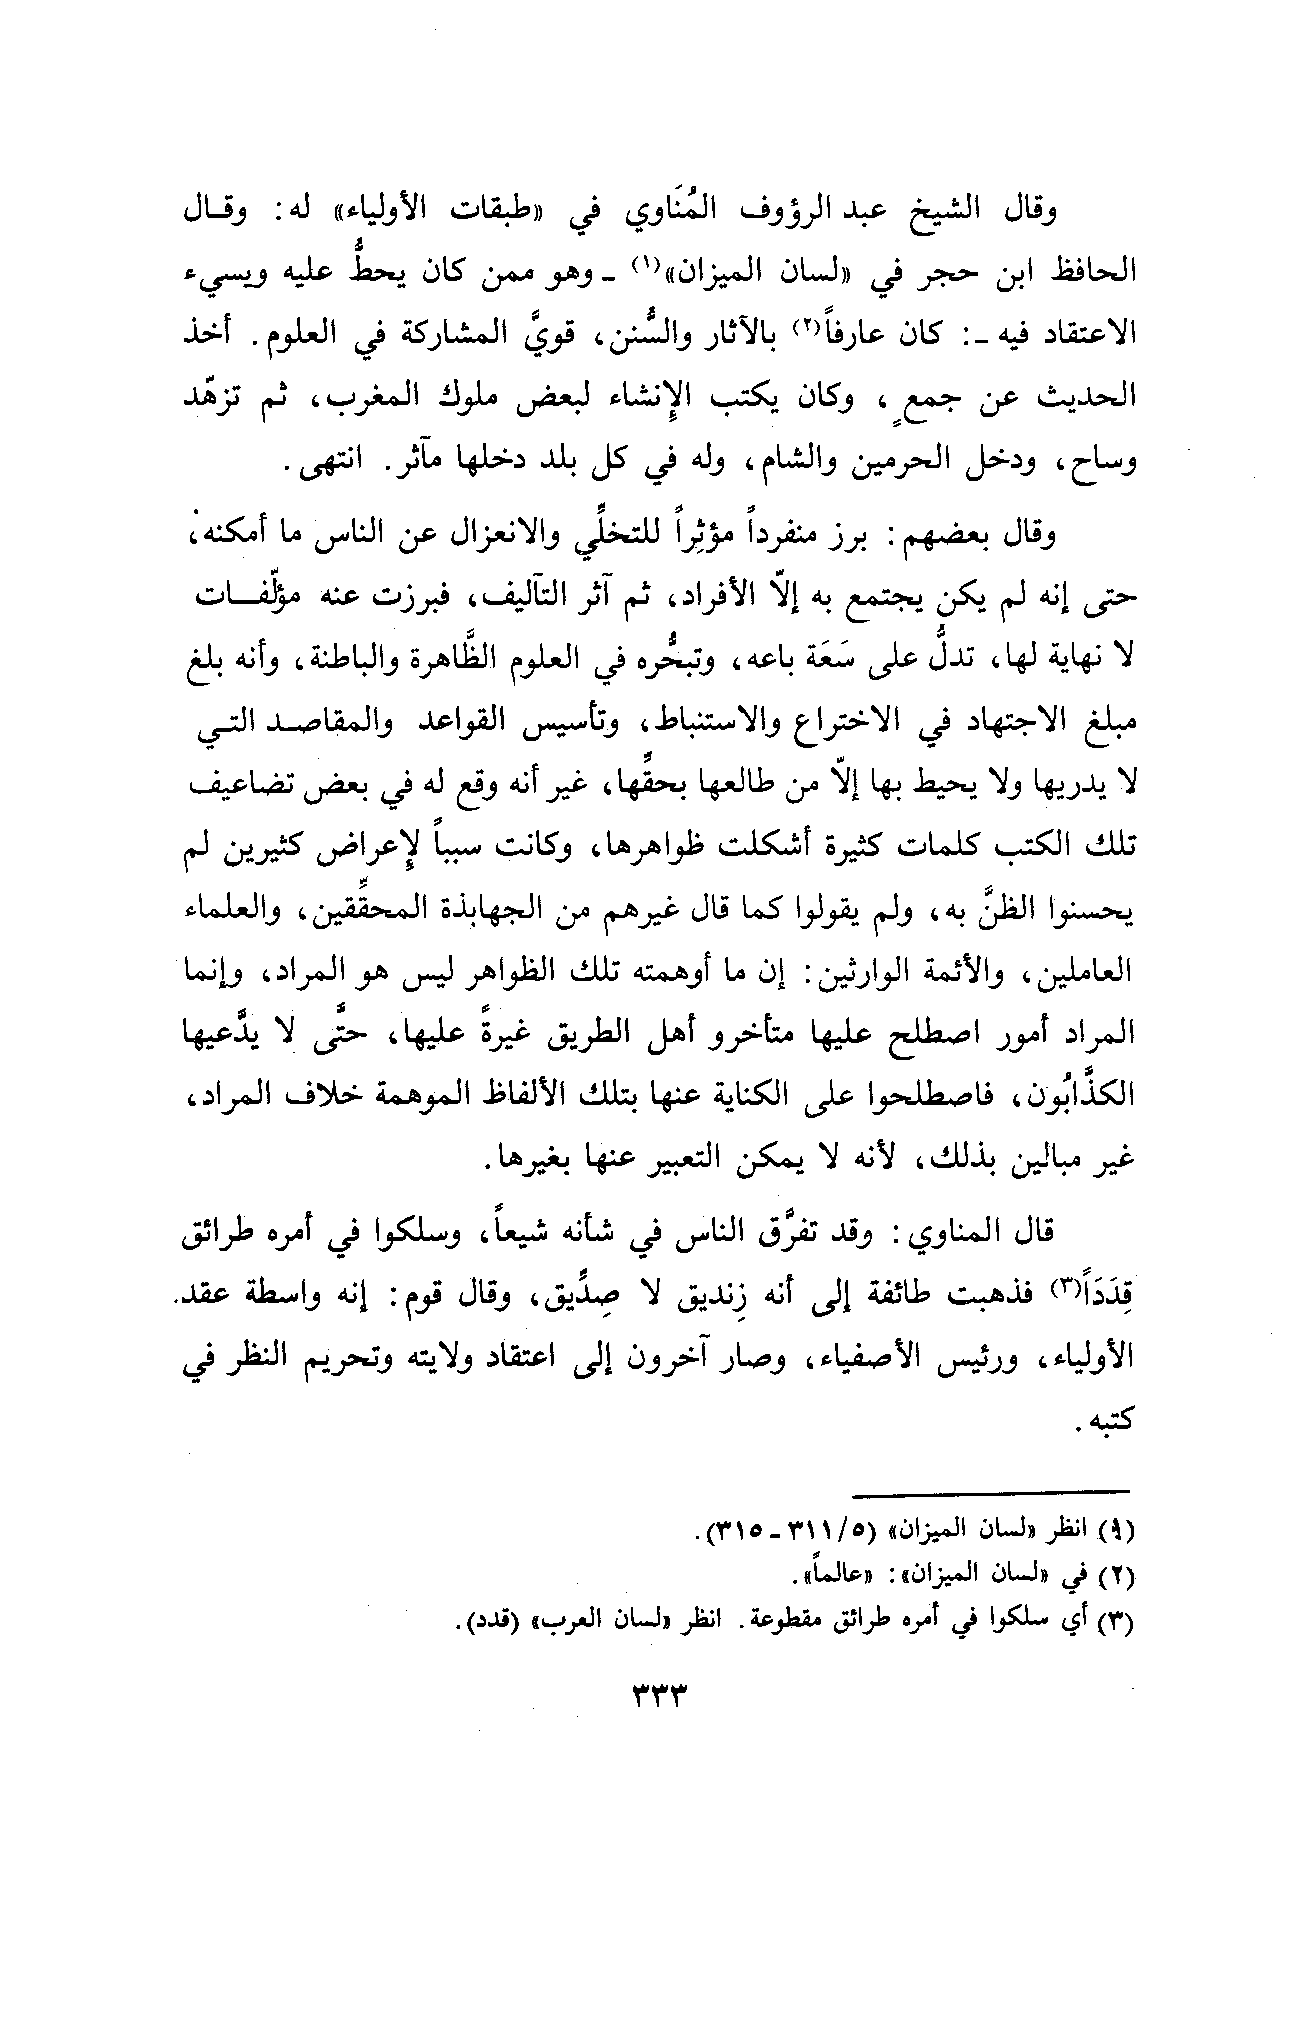 وقال الشيخ عبد الرؤوف المُنَاوي في «طبقات الأولياء» له: وقال
الحافظ ابن حجر في «لسان الميزان»(١) ـ وهو ممن كان يحطُّ عليه ويسيء
الاعتقاد فيه ـ: كان عارفاً(٢) بالآثار والسُّنن، قويَّ المشاركة في العلوم. أخذ
الحديث عن جمعٍ، وكان يكتب الإنشاء لبعض ملوك المغرب، ثم تزهّد
وساح، ودخل الحرمين والشام، وله في كل بلد دخلها مآثر. انتهى.
وقال بعضهم: برز منفرداً مؤثِراً للتخلِّي والانعزال عن الناس ما أمكنه،
حتى إنه لم يكن يجتمع به إلّا الأفراد، ثم آثر التآليف، فبرزت عنه مؤلّفات
لا نهاية لها، تدلُّ على سَعَة باعه، وتبحُّره في العلوم الظَّاهرة والباطنة، وأنه بلغ
مبلغ الاجتهاد في الاختراع والاستنباط، وتأسيس القواعد والمقاصد التي
لا يدريها ولا يحيط بها إلّا من طالعها بحقِّها، غير أنه وقع له في بعض تضاعيف
تلك الكتب كلمات كثيرة أشكلت ظواهرها، وكانت سبباً لإعراض كثيرين لم
يحسنوا الظنَّ به، ولم يقولوا كما قال غيرهم من الجهابذة المحقِّقين، والعلماء
العاملين، والأئمة الوارثين: إن ما أوهمته تلك الظواهر ليس هو المراد، وإنما
المراد أمور اصطلح عليها متأخرو أهل الطريق غيرةً عليها، حتَّى لا يدَّعيها
الكذَّابُون، فاصطلحوا على الكناية عنها بتلك الألفاظ الموهمة خلاف المراد،
غير مبالين بذلك، لأنه لا يمكن التعبير عنها بغيرها.
قال المناوي: وقد تفرَّق الناس في شأنه شيعاً، وسلكوا في أمره طرائق
قِدَدَاً(٣) فذهبت طائفة إلى أنه زِنديق لا صِدِّيق، وقال قوم: إنه واسطة عقد.
الأولياء، ورئيس الأصفياء، وصار آخرون إلى اعتقاد ولايته وتحريم النظر في
كتبه.
(١) انظر «لسان الميزان» (٣١١/٥ ـ ٣١٥).
(٢) في «لسان الميزان»: «عالماً».
(٣) أي سلكوا في أمره طرائق مقطوعة. انظر «لسان العرب» (قدد).
٣٣٣